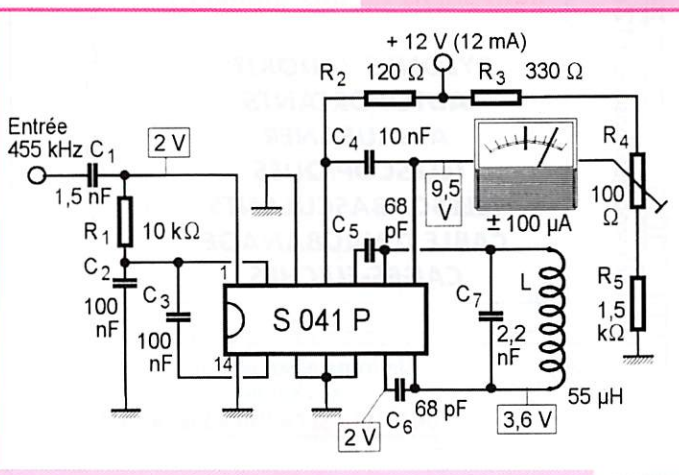 + 12 V (12 mA)
R2 120 Ω R3 330 Ω
Entrée
455 kHz C1
2 V
1,5 nF
C4 10 nF
R4
100
Ω
9,5
V
± 100 µA
68
pF
C5
R1 10 kΩ
C2
100
nF
C3
100
nF
1
14
S 041 P
C7
2,2
nF
L
55 µH
R5
1,5
kΩ
C6 68 pF
2 V
3,6 V